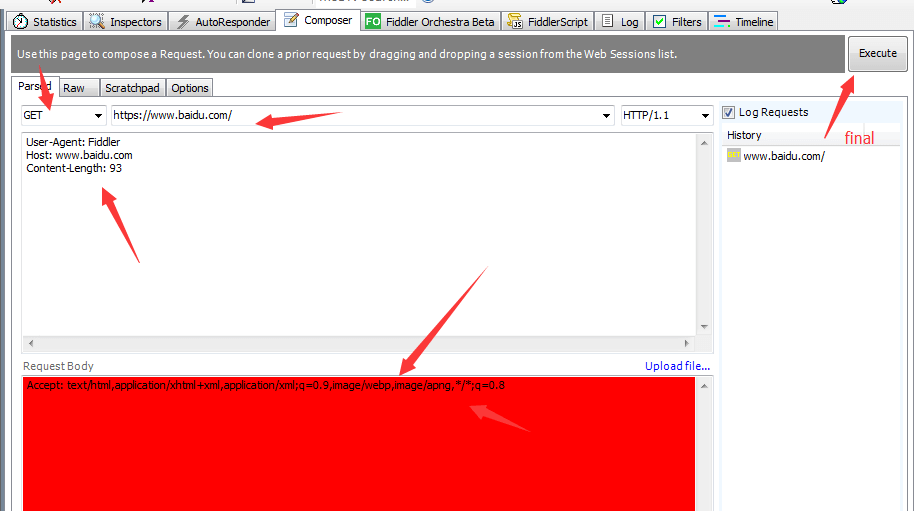 Statistics
Inspectors
AutoResponder
Composer
FO Fiddler Orchestra Beta
FiddlerScript
Log
Filters
Timeline
Use this page to compose a Request. You can clone a prior request by dragging and dropping a session from the Web Sessions list.
Execute
Parsed
Raw
Scratchpad
Options
GET
https://www.baidu.com/
HTTP/1.1
Log Requests
User-Agent: Fiddler
Host: www.baidu.com
Content-Length: 93
History
final
www.baidu.com/
Request Body
Upload file...
Accept: text/html,application/xhtml+xml,application/xml;q=0.9,image/webp,image/apng,*/*;q=0.8